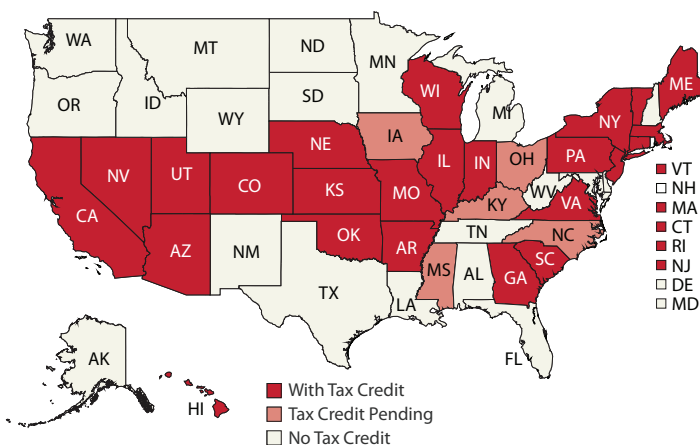 WA
MT
ND
MN
OR
ID
SD
WY
WI
MI
ME
NY
NV
UT
CO
NE
KS
IA
MO
IL
IN
OH
PA
KY
WV
VA
CA
AZ
NM
OK
AR
TN
NC
SC
TX
LA
MS
AL
GA
FL
AK
HI
VT
NH
MA
CT
RI
NJ
DE
MD
With Tax Credit
Tax Credit Pending
No Tax Credit